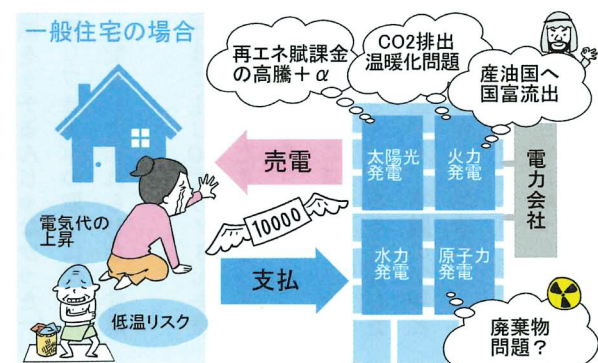 一般住宅の場合
再エネ賦課金
の高騰+α
CO2排出
温暖化問題
産油国へ
国富流出
売電
太陽光
発電
火力
発電
電力会社
10000
電気代の
上昇
支払
水力
発電
原子力
発電
低温リスク
廃棄物
問題?